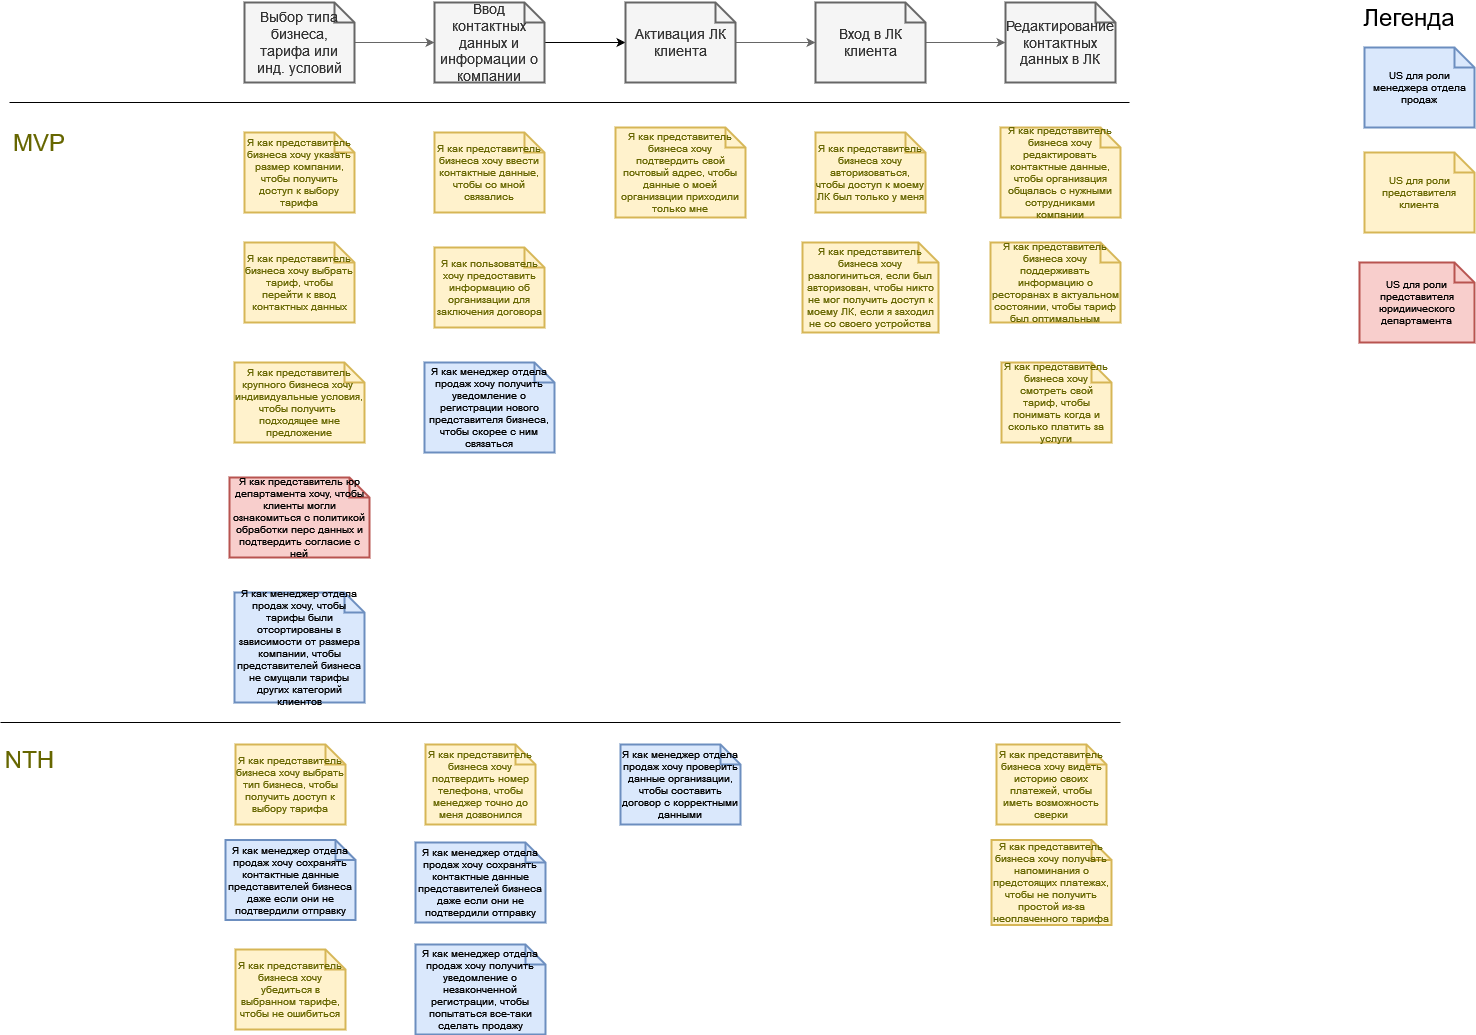 Выбор типа
бизнеса,
тарифа или
инд. условий
Ввод
контактных
данных и
информации о
компании
Активация ЛК
клиента
Вход в ЛК
клиента
Редактирование
контактных
данных в ЛК
Легенда
US для роли
менеджера отдела
продаж
US для роли
представителя
клиента
US для роли
представителя
юридиического
департамента
MVP
Я как представитель
бизнеса хочу указать
размер компании,
чтобы получить
доступ к выбору
тарифа
Я как представитель
бизнеса хочу ввести
контактные данные,
чтобы со мной
связались
Я как представитель
бизнеса хочу
подтвердить свой
почтовый адрес, чтобы
данные о моей
организации приходили
только мне
Я как представитель
бизнеса хочу
авторизоваться,
чтобы доступ к моему
ЛК был только у меня
Я как представитель
бизнеса хочу
редактировать
контактные данные,
чтобы организация
общалась с нужными
сотрудниками
компании
Я как представитель
бизнеса хочу выбрать
тариф, чтобы
перейти к ввод
контактных данных
Я как пользователь
хочу предоставить
информацию об
организации для
заключения договора
Я как представитель
бизнеса хочу
разлогиниться, если был
авторизован, чтобы никто
не мог получить доступ к
моему ЛК, если я заходил
не со своего устройства
Я как представитель
бизнеса хочу
поддерживать
информацию о
ресторанах в актуальном
состоянии, чтобы тариф
был оптимальным
Я как представитель
крупного бизнеса хочу
индивидуальные условия,
чтобы получить
подходящее мне
предложение
Я как менеджер отдела
продаж хочу получить
уведомление о
регистрации нового
представителя бизнеса,
чтобы скорее с ним
связаться
Я как представитель
бизнеса хочу
смотреть свой
тариф, чтобы
понимать когда и
сколько платить за
услуги
Я как представитель юр
департамента хочу, чтобы
клиенты могли
ознакомиться с политикой
обработки перс данных и
подтвердить согласие с
ней
Я как менеджер отдела
продаж хочу, чтобы
тарифы были
отсортированы в
зависимости от размера
компании, чтобы
представителей бизнеса
не смущали тарифы
других категорий
клиентов
NTH
Я как представитель
бизнеса хочу выбрать
тип бизнеса, чтобы
получить доступ к
выбору тарифа
Я как представитель
бизнеса хочу
подтвердить номер
телефона, чтобы
менеджер точно до
меня дозвонился
Я как менеджер отдела
продаж хочу проверить
данные организации,
чтобы составить
договор с корректными
данными
Я как представитель
бизнеса хочу видеть
историю своих
платежей, чтобы
иметь возможность
сверки
Я как менеджер отдела
продаж хочу сохранять
контактные данные
представителей бизнеса
даже если они не
подтвердили отправку
Я как менеджер отдела
продаж хочу сохранять
контактные данные
представителей бизнеса
даже если они не
подтвердили отправку
Я как представитель
бизнеса хочу получать
напоминания о
предстоящих платежах,
чтобы не получить
простой из-за
неоплаченного тарифа
Я как представитель
бизнеса хочу
убедиться в
выбранном тарифе,
чтобы не ошибиться
Я как менеджер отдела
продаж хочу получить
уведомление о
незаконченной
регистрации, чтобы
попытаться все-таки
сделать продажу